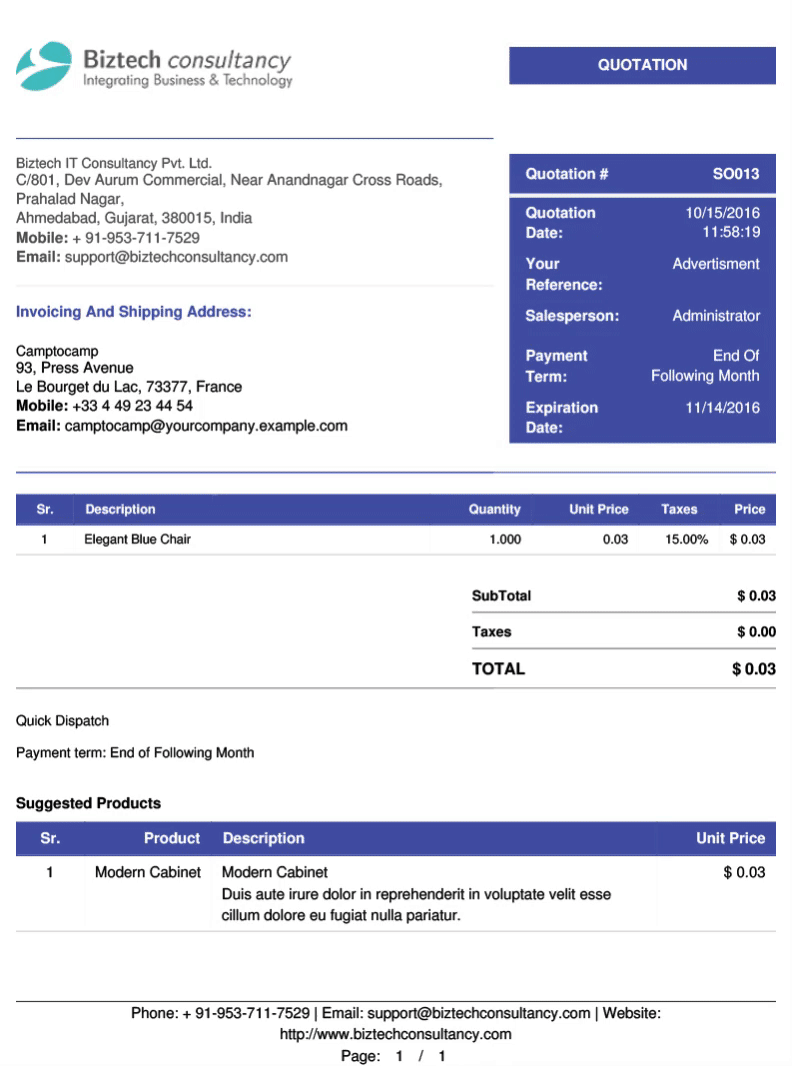 Biztech consultancy
Integrating Business & Technology
QUOTATION
Biztech IT Consultancy Pvt. Ltd.
C/801, Dev Aurum Commercial, Near Anandnagar Cross Roads,
Prahalad Nagar,
Ahmedabad, Gujarat, 380015, India
Mobile: + 91-953-711-7529
Email: support@biztechconsultancy.com
Invoicing And Shipping Address:
Camptocamp
93, Press Avenue
Le Bourget du Lac, 73377, France
Mobile: +33 4 49 23 44 54
Email: camptocamp@yourcompany.example.com
Quotation # SO013
Quotation 10/15/2016
Date: 11:58:19
Your Advertisment
Reference:
Salesperson: Administrator
Payment End Of
Term: Following Month
Expiration 11/14/2016
Date:
Sr. Description Quantity Unit Price Taxes Price
1 Elegant Blue Chair 1.000 0.03 15.00% $ 0.03
SubTotal $ 0.03
Taxes $ 0.00
TOTAL $ 0.03
Quick Dispatch
Payment term: End of Following Month
Suggested Products
Sr. Product Description Unit Price
1 Modern Cabinet Modern Cabinet $ 0.03
Duis aute irure dolor in reprehenderit in voluptate velit esse
cillum dolore eu fugiat nulla pariatur.
Phone: + 91-953-711-7529 | Email: support@biztechconsultancy.com | Website:
http://www.biztechconsultancy.com
Page: 1 / 1